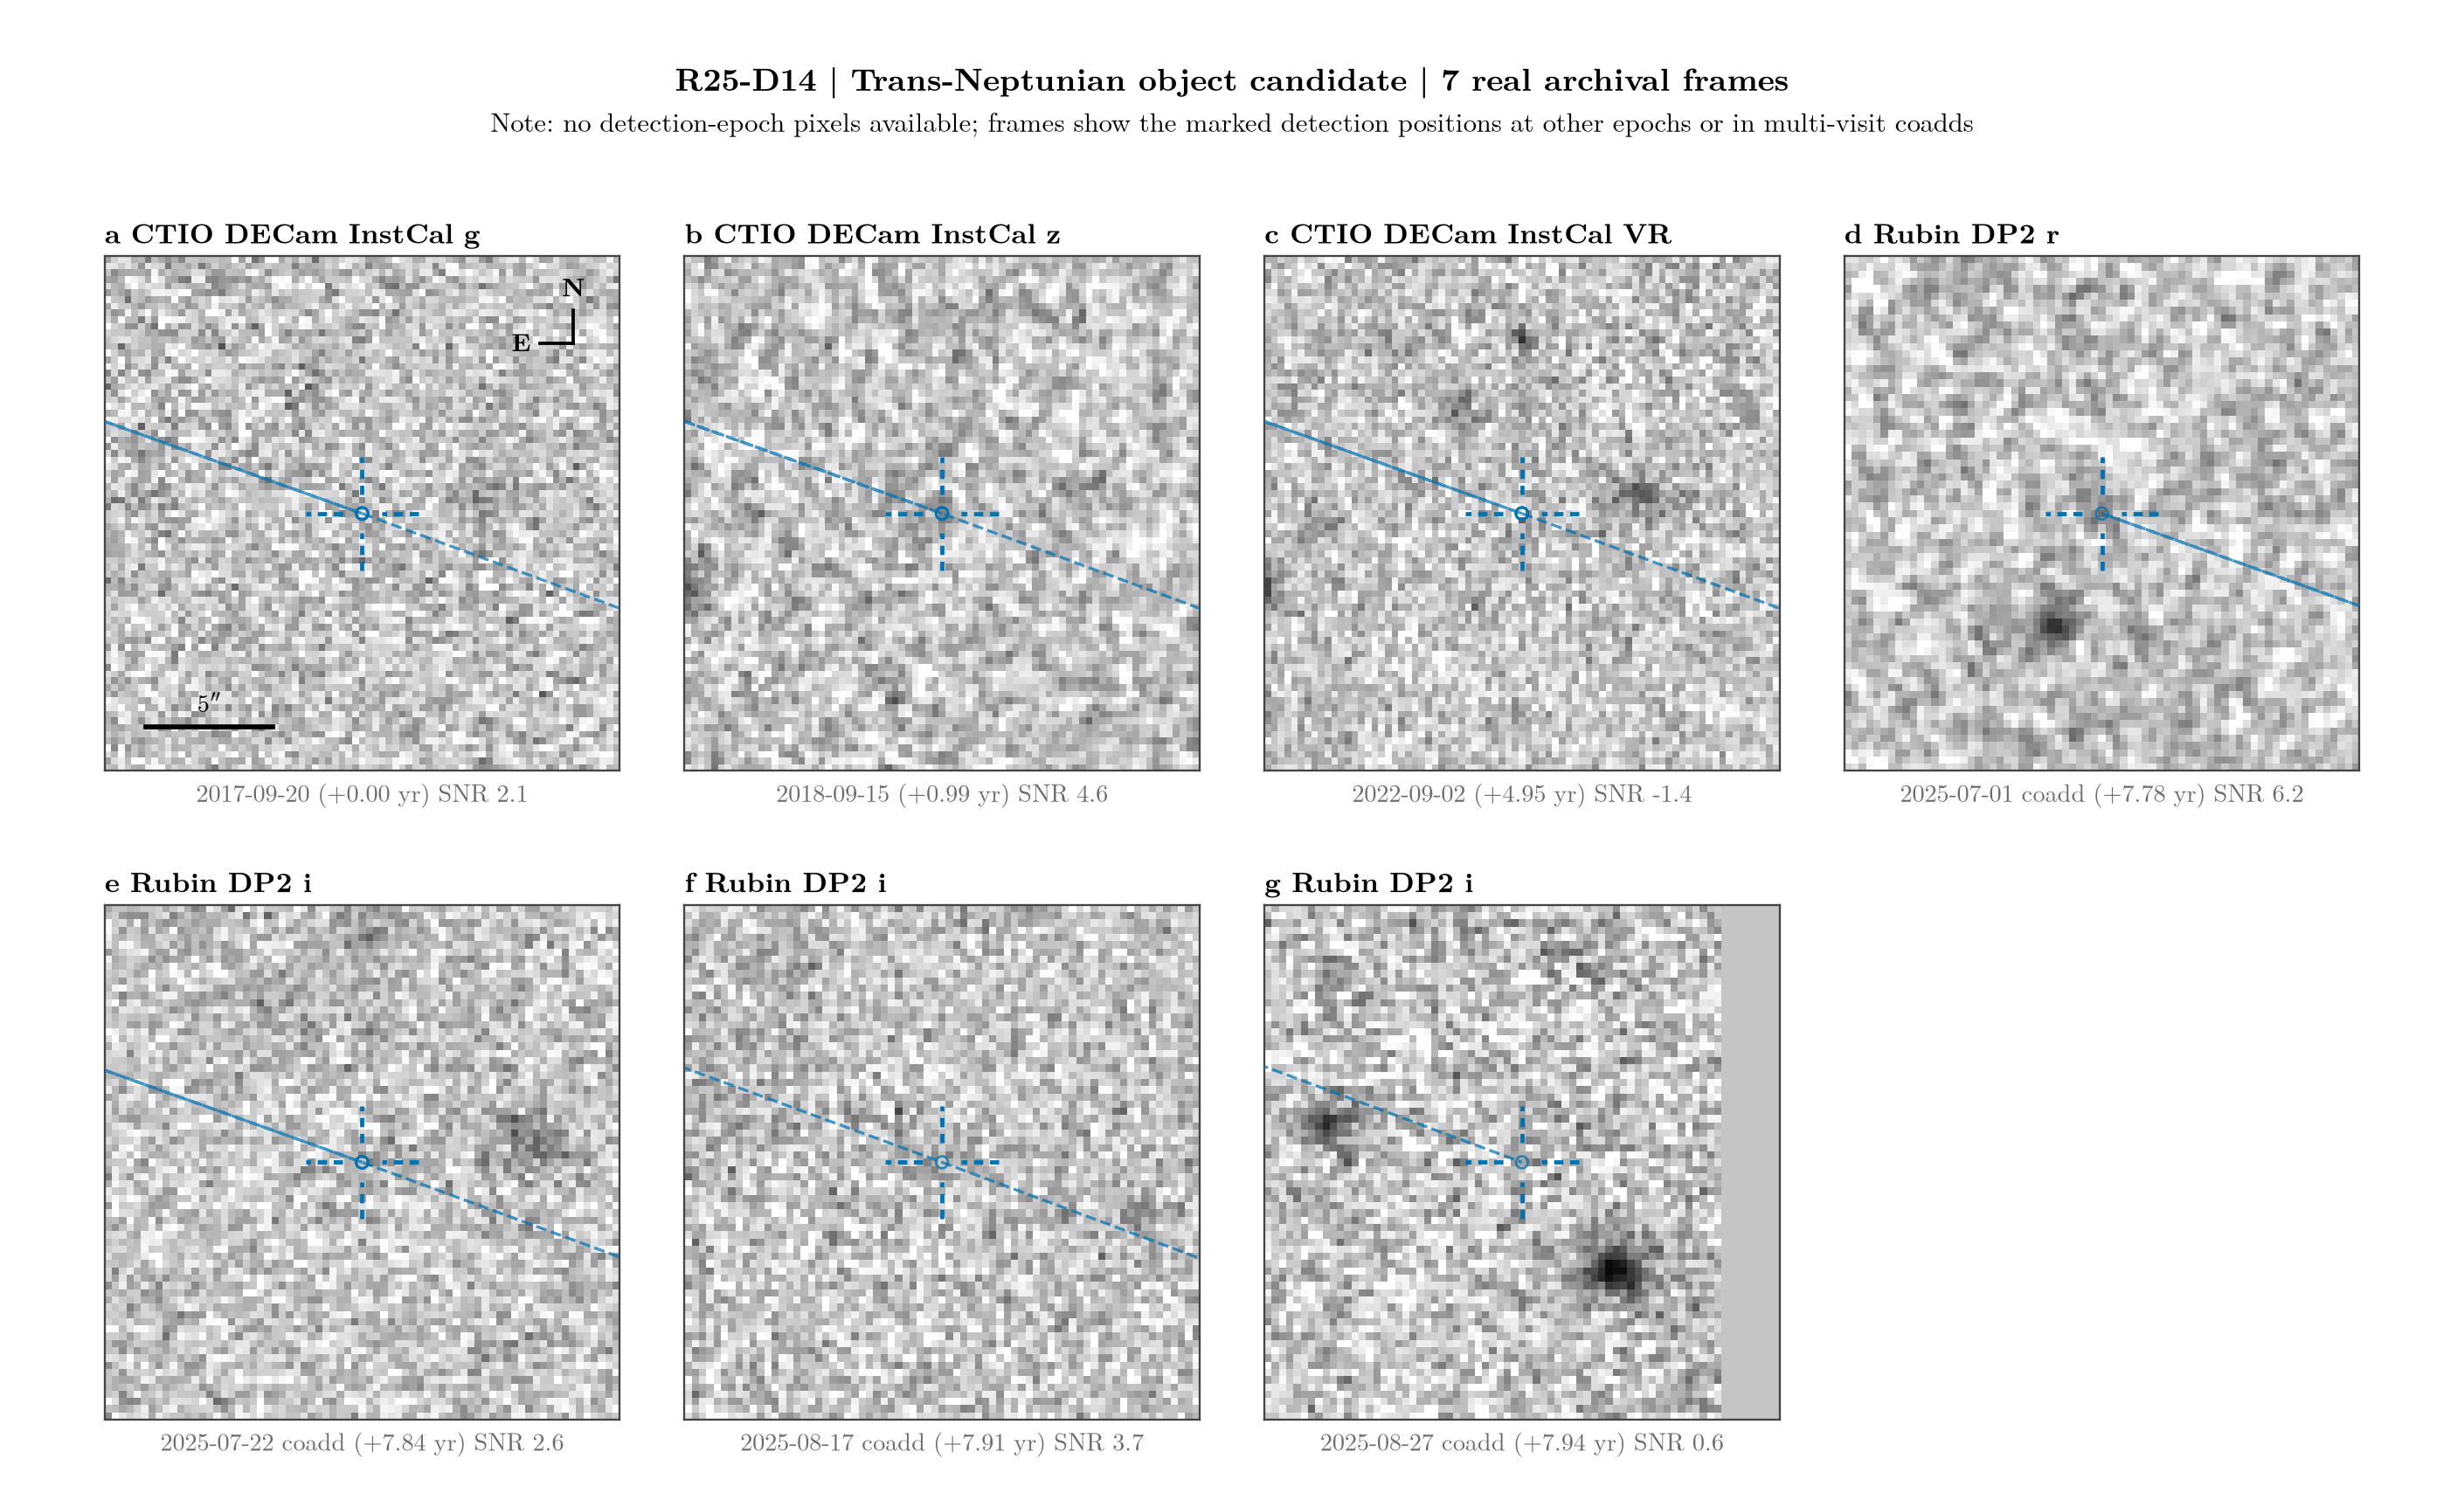 R25-D14 | Trans-Neptunian object candidate | 7 real archival frames
Note: no detection-epoch pixels available; frames show the marked detection positions at other epochs or in multi-visit coadds
a CTIO DECam InstCal g
b CTIO DECam InstCal z
c CTIO DECam InstCal VR
d Rubin DP2 r
N
E
5″
2017-09-20 (+0.00 yr) SNR 2.1
2018-09-15 (+0.99 yr) SNR 4.6
2022-09-02 (+4.95 yr) SNR -1.4
2025-07-01 coadd (+7.78 yr) SNR 6.2
e Rubin DP2 i
f Rubin DP2 i
g Rubin DP2 i
2025-07-22 coadd (+7.84 yr) SNR 2.6
2025-08-17 coadd (+7.91 yr) SNR 3.7
2025-08-27 coadd (+7.94 yr) SNR 0.6